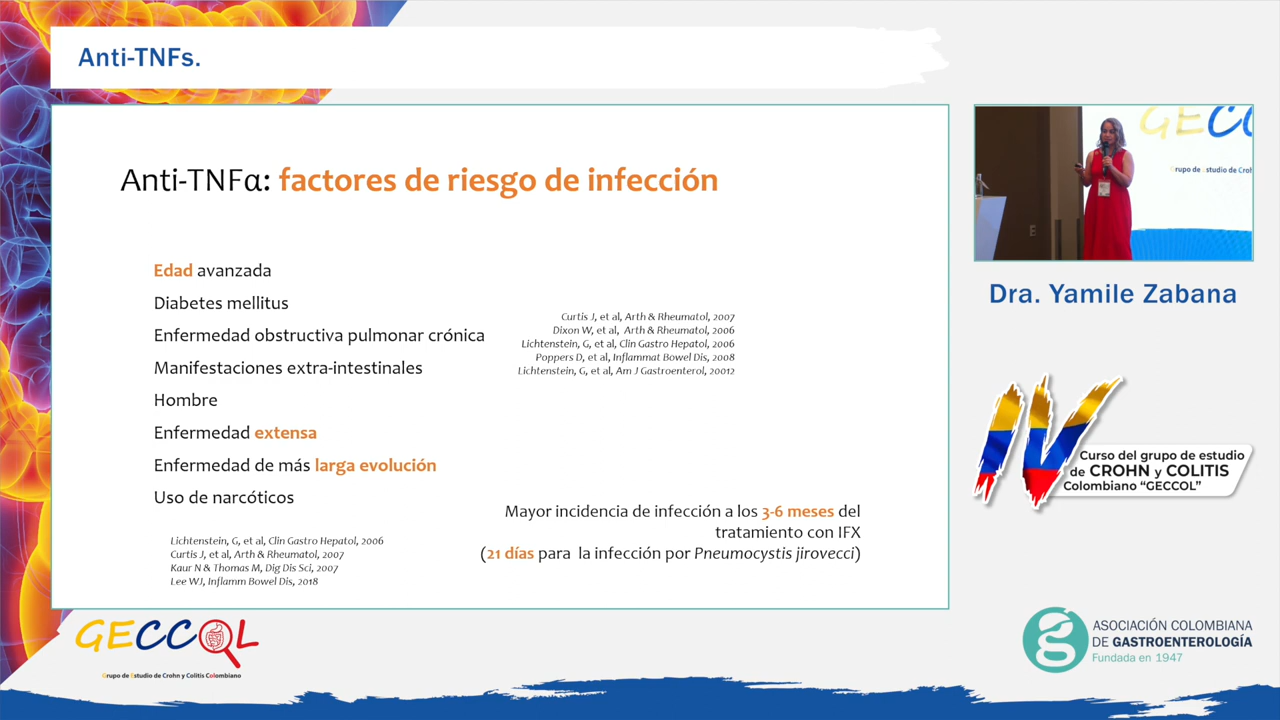 Anti-TNFs.
Anti-TNFα: factores de riesgo de infección
Edad avanzada
Diabetes mellitus
Enfermedad obstructiva pulmonar crónica
Manifestaciones extra-intestinales
Hombre
Enfermedad extensa
Enfermedad de más larga evolución
Uso de narcóticos
Lichtenstein, G, et al, Clin Gastro Hepatol, 2006
Curtis J, et al, Arth & Rheumatol, 2007
Kaur N & Thomas M, Dig Dis Sci, 2007
Lee WJ, Inflamm Bowel Dis, 2018
Curtis J, et al, Arth & Rheumatol, 2007
Dixon W, et al, Arth & Rheumatol, 2006
Lichtenstein, G, et al, Clin Gastro Hepatol, 2006
Poppers D, et al, Inflammat Bowel Dis, 2008
Lichtenstein, G, et al, Am J Gastroenterol, 20012
Mayor incidencia de infección a los 3-6 meses del
tratamiento con IFX
(21 días para la infección por Pneumocystis jirovecci)
GEC
Grupo de Estudio de Croh
Dra. Yamile Zabana
IV
Curso del grupo de estudio
de CROHN y COLITIS
Colombiano “GECCOL”
GECCOL
Grupo de Estudio de Crohn y Colitis Colombiano
ASOCIACIÓN COLOMBIANA
DE GASTROENTEROLOGÍA
Fundada en 1947